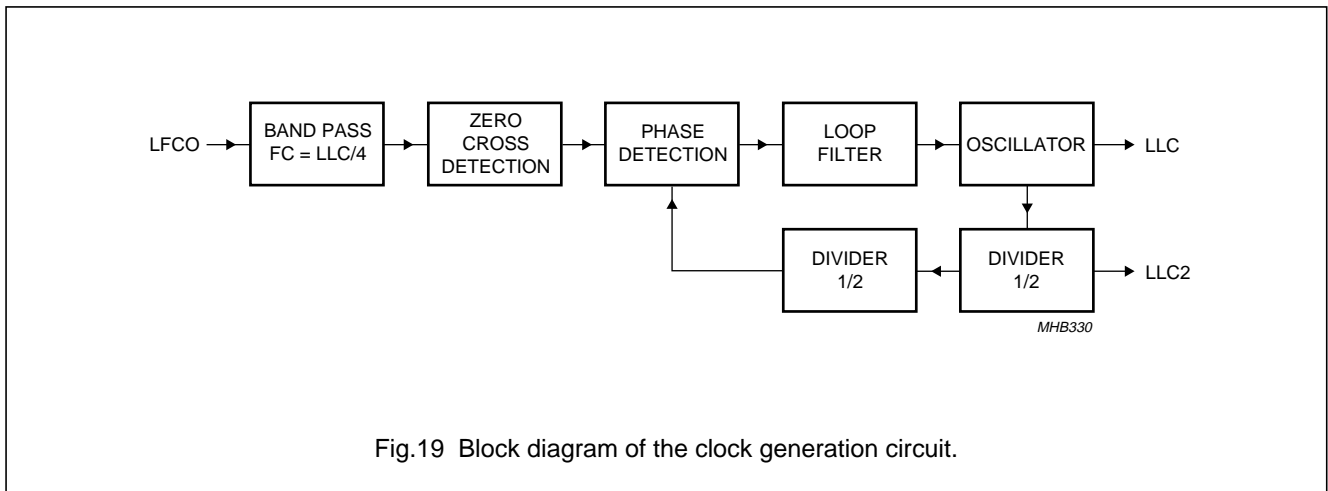 LFCO
BAND PASS
FC = LLC/4
ZERO
CROSS
DETECTION
PHASE
DETECTION
LOOP
FILTER
OSCILLATOR
LLC
DIVIDER
1/2
DIVIDER
1/2
LLC2
MHB330
Fig.19 Block diagram of the clock generation circuit.